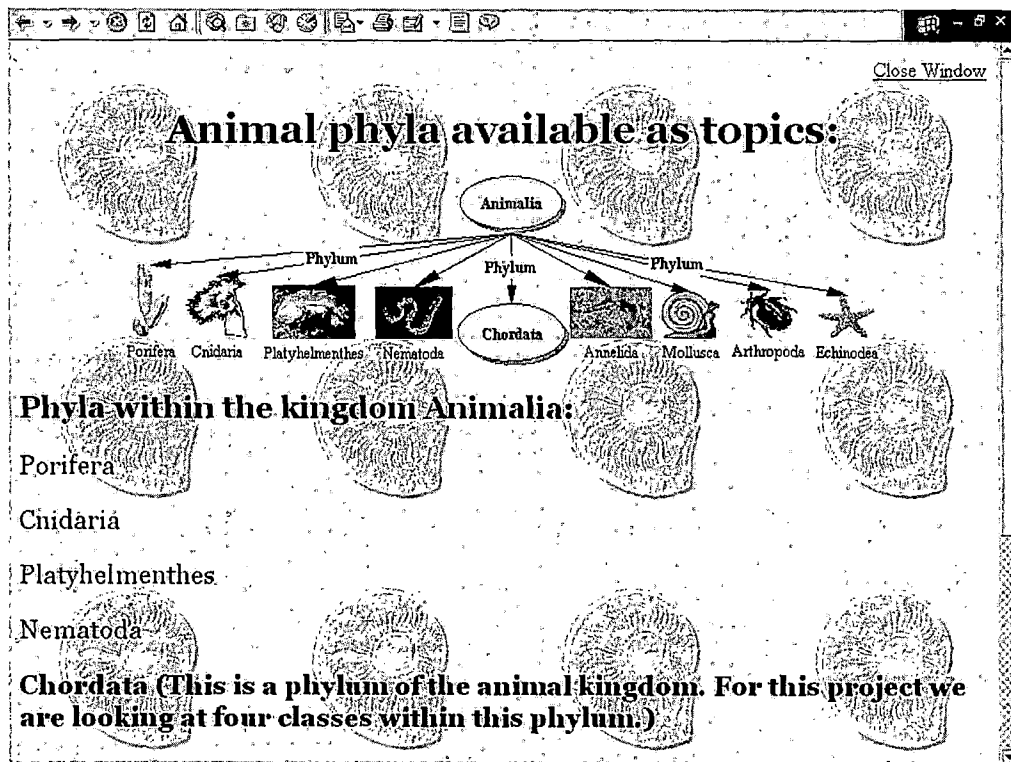 Close Window
Animal phyla available as topics:
Animalia
Phylum
Phylum
Phylum
Chordata
Porifera
Cnidaria
Platyhelmenthes
Nematoda
Annelida
Mollusca
Arthropoda
Echinodea
Phyla within the kingdom Animalia:
Porifera
Cnidaria
Platyhelmenthes
Nematoda
Chordata (This is a phylum of the animal kingdom. For this project we
are looking at four classes within this phylum.)